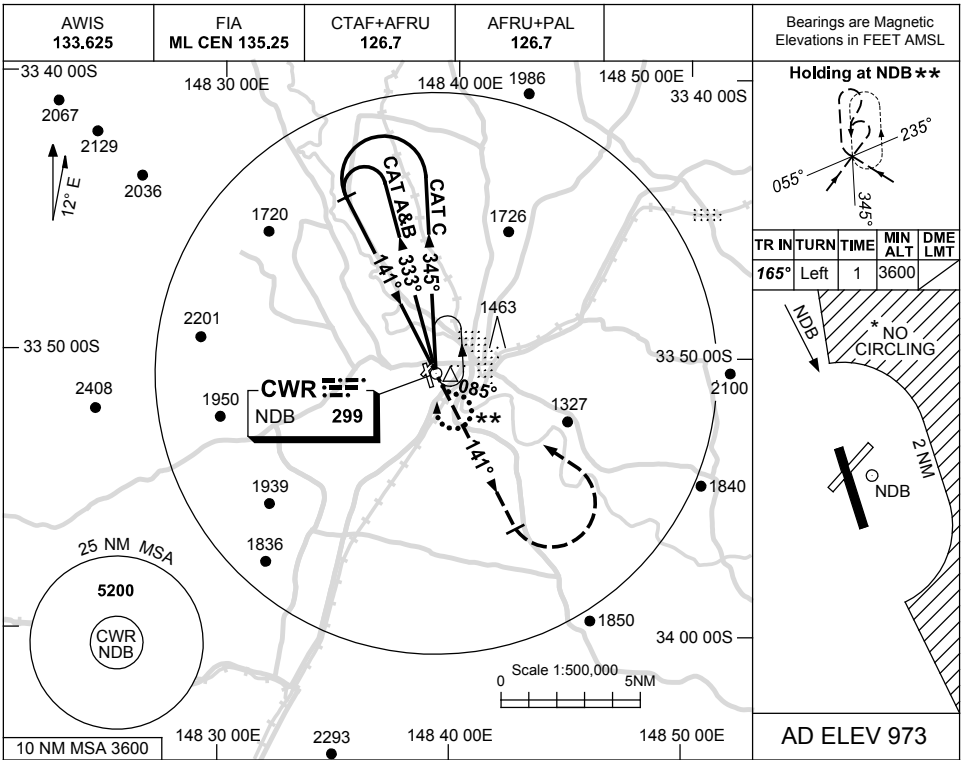 AWIS
133.625
FIA
ML CEN 135.25
CTAF+AFRU
126.7
AFRU+PAL
126.7
Bearings are Magnetic
Elevations in FEET AMSL
33 40 00S
148 30 00E
148 40 00E
148 50 00E
33 40 00S
2067
2129
2036
12° E
1986
1720
1726
CAT A&B
CAT C
141°
333°
345°
1463
2201
33 50 00S
33 50 00S
2100
2408
1950
CWR
NDB 299
085°
**
1327
141°
1840
1939
1836
1850
25 NM MSA
5200
CWR
NDB
34 00 00S
Scale 1:500,000
0 5NM
10 NM MSA 3600
148 30 00E
2293
148 40 00E
148 50 00E
Holding at NDB **
235°
055°
345°
TR IN TURN TIME MIN ALT DME LMT
165° Left 1 3600
NDB
* NO
CIRCLING
2 NM
NDB
AD ELEV 973